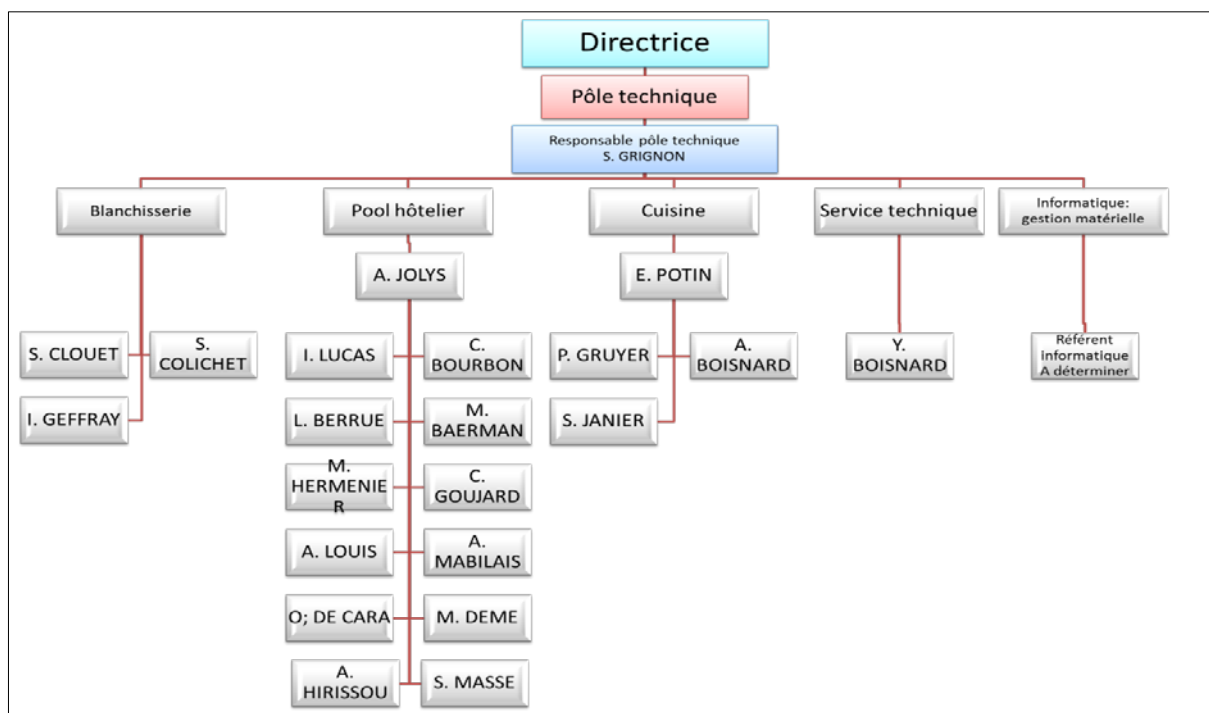 Directrice
Pôle technique
Responsable pôle technique
S. GRIGNON
Blanchisserie
Pool hôtelier
Cuisine
Service technique
Informatique:
gestion matérielle
A. JOLYS
E. POTIN
S. CLOUET
S.
COLICHET
I. LUCAS
C.
BOURBON
P. GRUYER
A.
BOISNARD
Y.
BOISNARD
Référent
informatique
A déterminer
I. GEFFRAY
L. BERRUE
M.
BAERMAN
S. JANIER
M.
HERMENIE
R
C.
GOUJARD
A. LOUIS
A.
MABILAIS
O; DE CARA
M. DEME
A.
HIRISSOU
S. MASSE